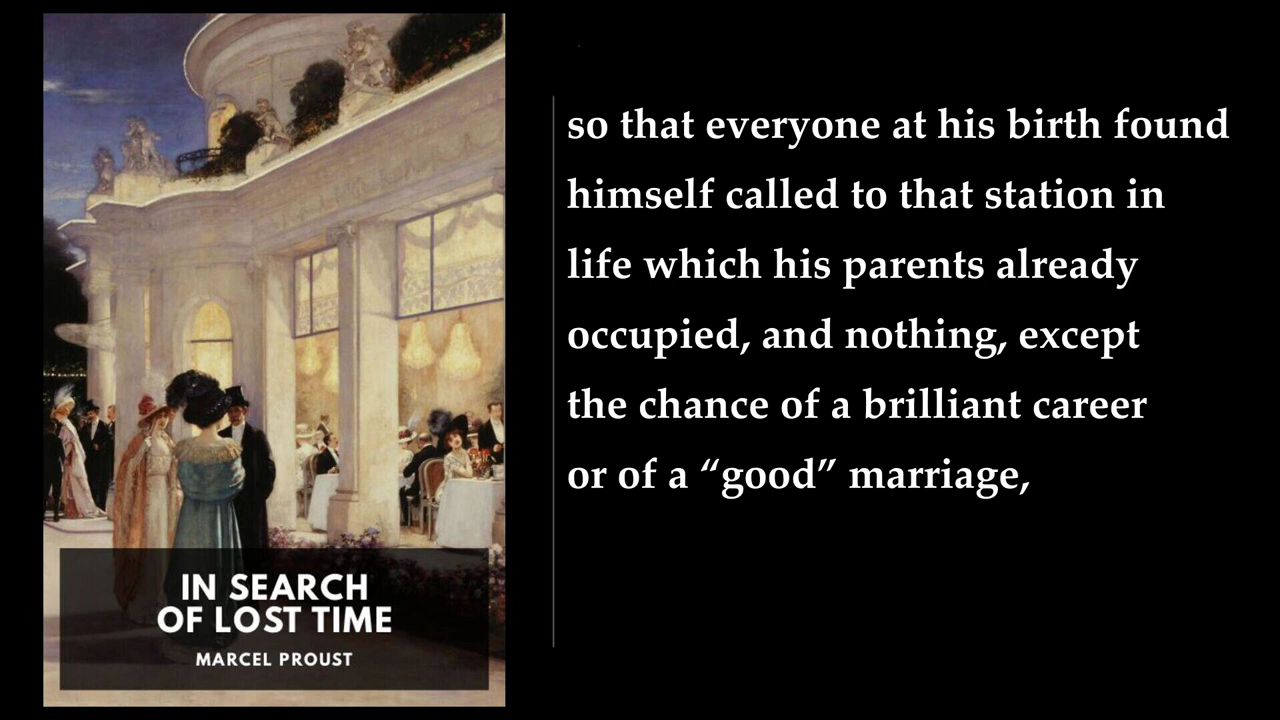 so that everyone at his birth found
himself called to that station in
life which his parents already
occupied, and nothing, except
the chance of a brilliant career
or of a “good” marriage,
IN SEARCH
OF LOST TIME
MARCEL PROUST